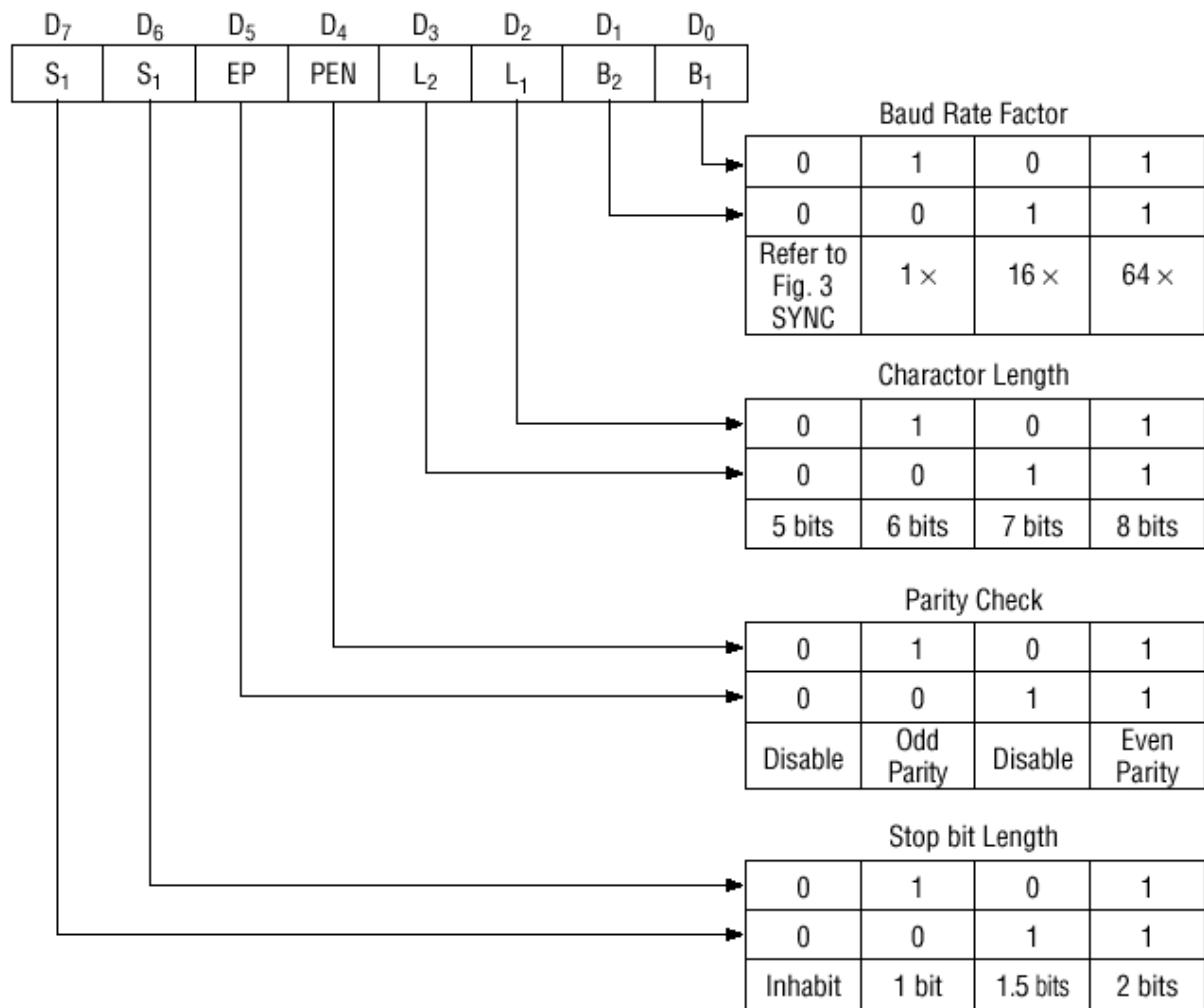 D₇ D₆ D₅ D₄ D₃ D₂ D₁ D₀
S₁ S₁ EP PEN L₂ L₁ B₂ B₁
Baud Rate Factor
0 1 0 1
0 0 1 1
Refer to
Fig. 3
SYNC
1 × 16 × 64 ×
Charactor Length
0 1 0 1
0 0 1 1
5 bits 6 bits 7 bits 8 bits
Parity Check
0 1 0 1
0 0 1 1
Disable
Odd
Parity
Disable
Even
Parity
Stop bit Length
0 1 0 1
0 0 1 1
Inhabit 1 bit 1.5 bits 2 bits